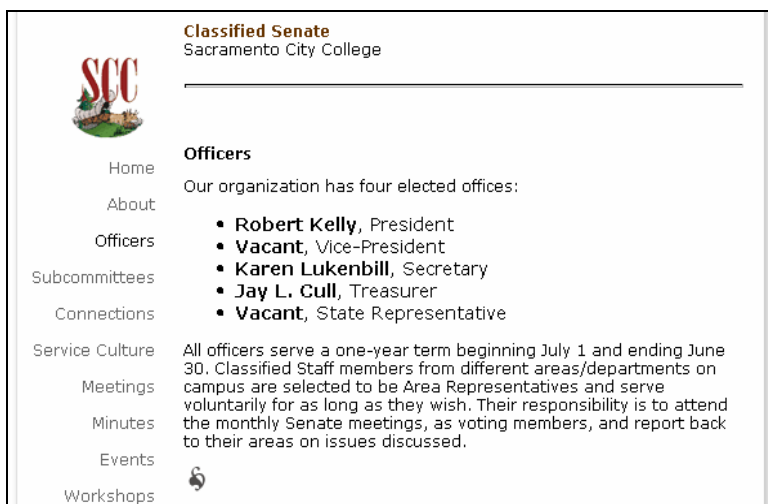 Classified Senate
Sacramento City College
SCC
Home
About
Officers
Subcommittees
Connections
Service Culture
Meetings
Minutes
Events
Workshops
Officers
Our organization has four elected offices:
• Robert Kelly, President
• Vacant, Vice-President
• Karen Lukenbill, Secretary
• Jay L. Cull, Treasurer
• Vacant, State Representative
All officers serve a one-year term beginning July 1 and ending June
30. Classified Staff members from different areas/departments on
campus are selected to be Area Representatives and serve
voluntarily for as long as they wish. Their responsibility is to attend
the monthly Senate meetings, as voting members, and report back
to their areas on issues discussed.